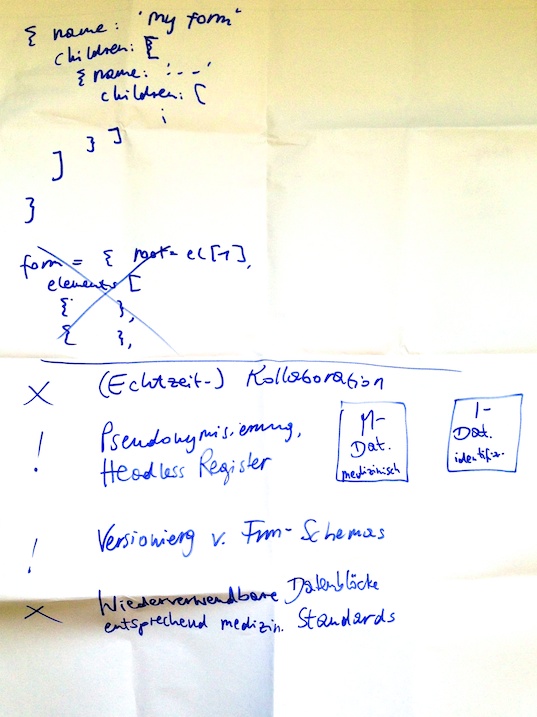 { name: 'My form'
children: [
{ name: '---'
children: [
⋮
} ]
]
}
form = { root = el[1],
elements [
{ },
{ },
X (Echtzeit-) Kollaboration
! Pseudonymisierung,
Headless Register
M-
Dat.
medizinisch
I-
Dat.
identifiz.
! Versionierg v. Frm-Schemas
X Wiederverwendbare Datenblöcke
entsprechend medizin. Standards